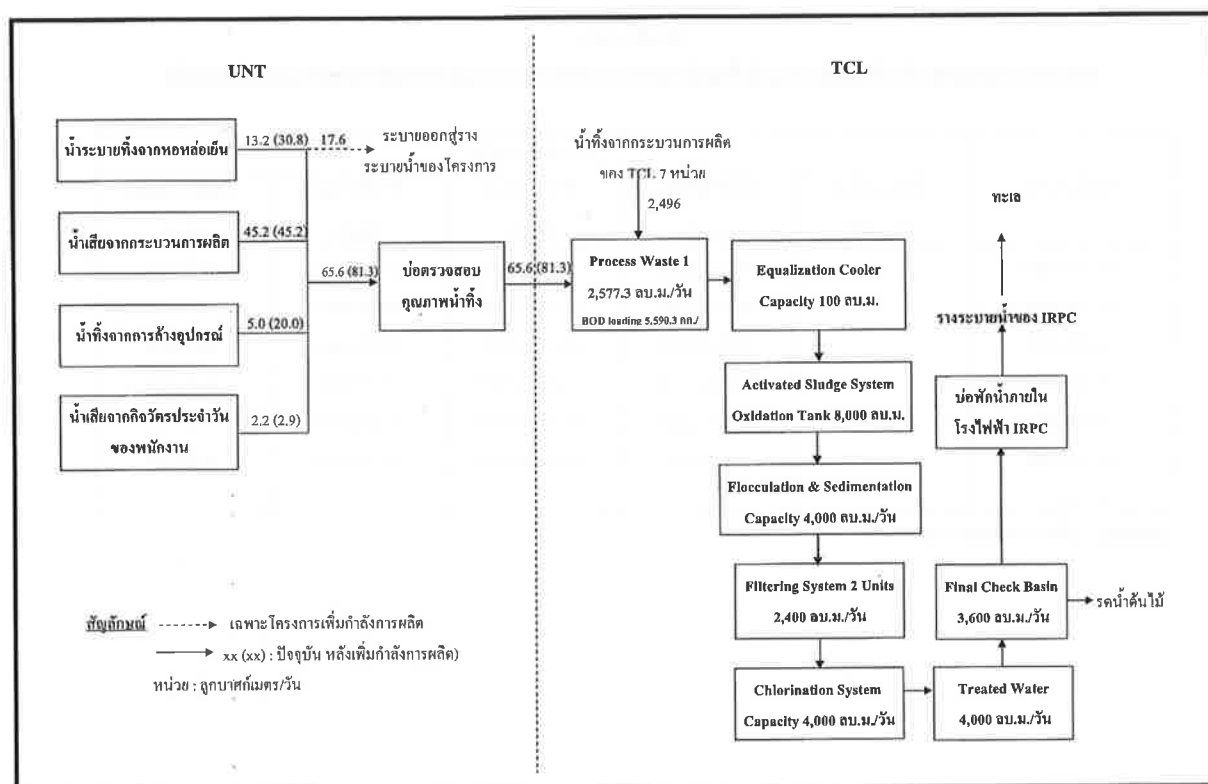 UNT
TCL
น้ำระบายทิ้งจากหอหล่อเย็น
13.2 (30.8)
17.6
ระบายออกสู่ราง
ระบายน้ำของโครงการ
น้ำเสียจากกระบวนการผลิต
45.2 (45.2)
น้ำทิ้งจากการล้างอุปกรณ์
5.0 (20.0)
น้ำเสียจากกิจวัตรประจำวัน
ของพนักงาน
2.2 (2.9)
65.6 (81.3)
บ่อตรวจสอบ
คุณภาพน้ำทิ้ง
65.6 (81.3)
น้ำทิ้งจากกระบวนการผลิต
ของ TCL 7 หน่วย
2,496
Process Waste 1
2,577.3 ลบ.ม./วัน
BOD loading 5,590.3 กก./
Equalization Cooler
Capacity 100 ลบ.ม.
Activated Sludge System
Oxidation Tank 8,000 ลบ.ม.
Flocculation & Sedimentation
Capacity 4,000 ลบ.ม./วัน
Filtering System 2 Units
2,400 ลบ.ม./วัน
Chlorination System
Capacity 4,000 ลบ.ม./วัน
Treated Water
4,000 ลบ.ม./วัน
Final Check Basin
3,600 ลบ.ม./วัน
รดน้ำต้นไม้
บ่อพักน้ำภายใน
โรงไฟฟ้า IRPC
รางระบายน้ำของ IRPC
ทะเล
สัญลักษณ์
เฉพาะโครงการเพิ่มกำลังการผลิต
xx (xx) : ปัจจุบัน หลังเพิ่มกำลังการผลิต)
หน่วย : ลูกบาศก์เมตร/วัน